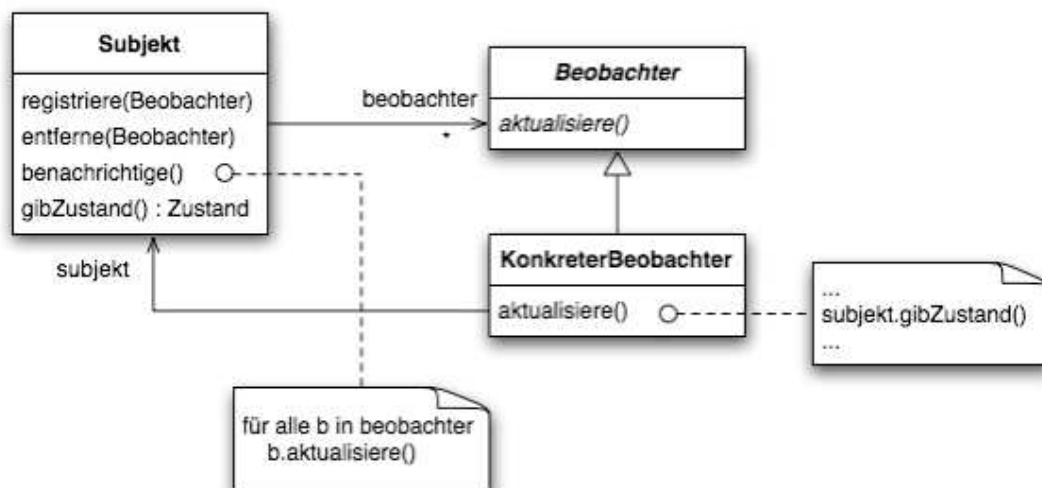 Subjekt
registriere(Beobachter)
entferne(Beobachter)
benachrichtige()
gibZustand() : Zustand
beobachter
*
Beobachter
aktualisiere()
subjekt
KonkreterBeobachter
aktualisiere()
...
subjekt.gibZustand()
...
für alle b in beobachter
b.aktualisiere()